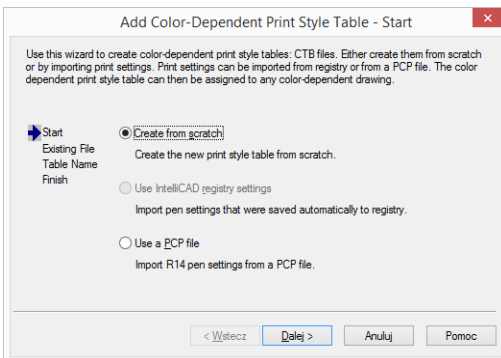 Add Color-Dependent Print Style Table - Start
Use this wizard to create color-dependent print style tables: CTB files. Either create them from scratch
or by importing print settings. Print settings can be imported from registry or from a PCP file. The color
dependent print style table can then be assigned to any color-dependent drawing.
Start
Existing File
Table Name
Finish
Create from scratch
Create the new print style table from scratch.
Use IntelliCAD registry settings
Import pen settings that were saved automatically to registry.
Use a PCP file
Import R14 pen settings from a PCP file.
< Wstecz
Dalej >
Anuluj
Pomoc